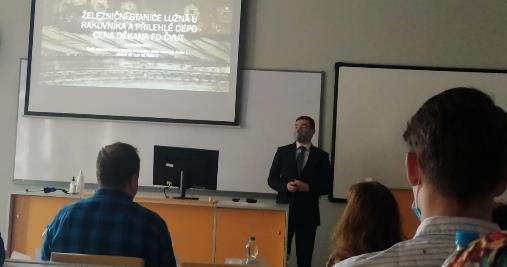 ŽELEZNIČNÍ STANICE LUŽNÁ U
RAKOVNÍKA A PŘILEHLÉ DEPO
CENA DĚKANA FD ČVUT